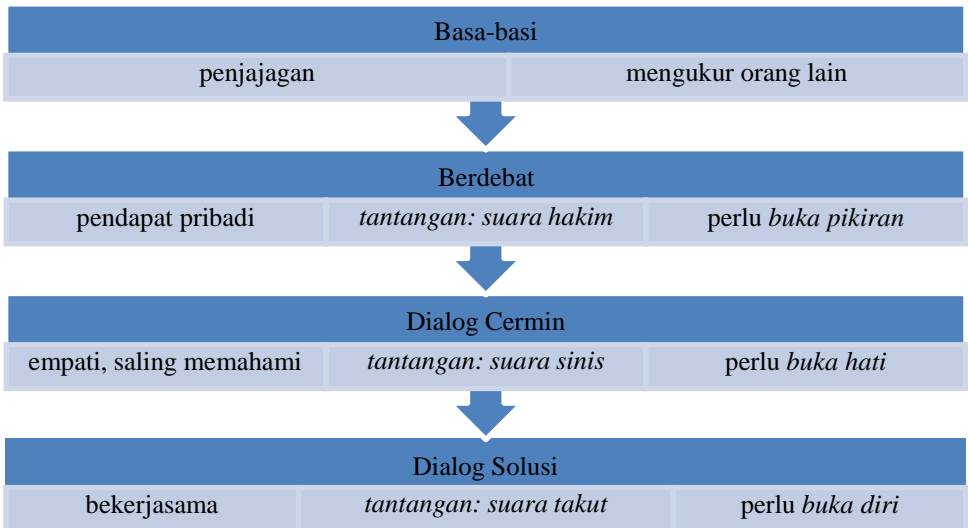 Basa-basi
penjajagan mengukur orang lain
Berdebat
pendapat pribadi tantangan: suara hakim perlu buka pikiran
Dialog Cermin
empati, saling memahami tantangan: suara sinis perlu buka hati
Dialog Solusi
bekerjasama tantangan: suara takut perlu buka diri